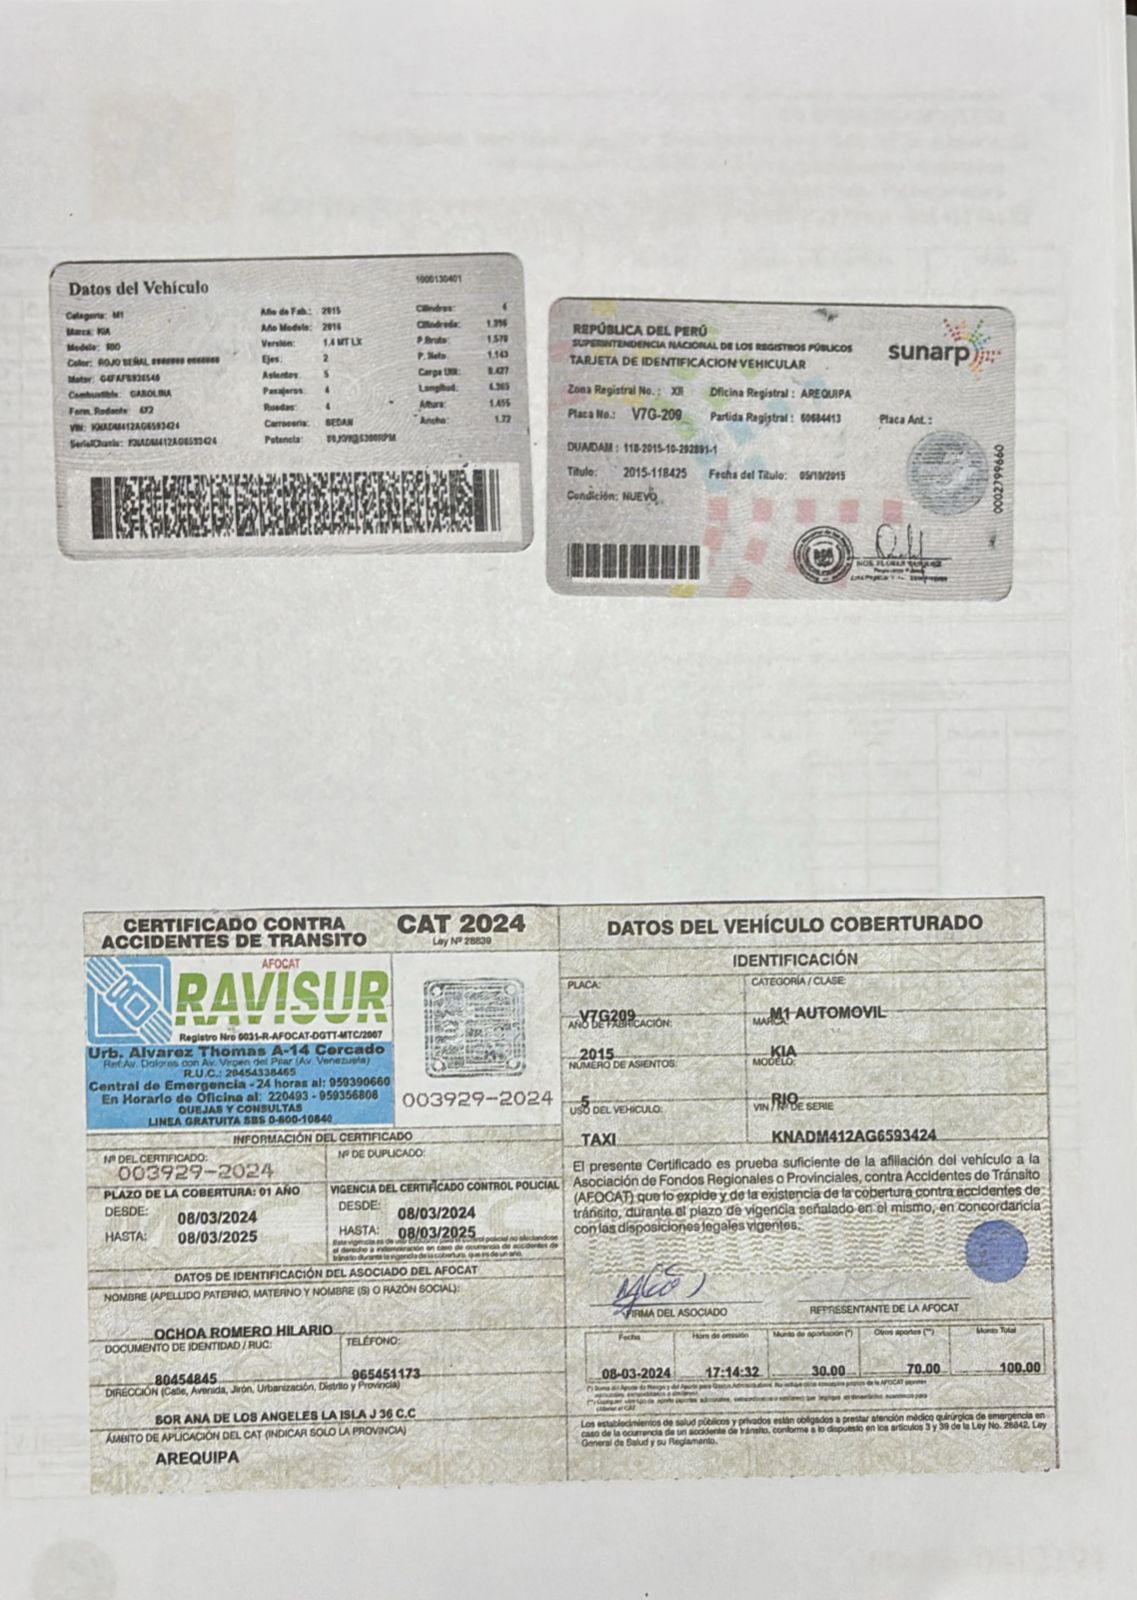 Datos del Vehículo
1000130401
Categoria: M1
Marca: KIA
Modelo: RIO
Color: ROJO SEÑAL
Motor: G4FAFS936548
Combustible: GASOLINA
Form. Rodante: 4X2
VIN: KNADM412AG6593424
Serie/Chasis: KNADM412AG6593424
Año de Fab.: 2015
Año Modelo: 2016
Versión: 1.4 MT LX
Ejes: 2
Asientos: 5
Pasajeros: 4
Ruedas: 4
Carroceria: SEDAN
Potencia:
Cilindros: 4
Cilindrada: 1.396
P. Bruto: 1.570
P. Neto: 1.143
Carga Util: 0.427
Longitud: 4.365
Altura: 1.455
Ancho: 1.72
REPÚBLICA DEL PERÚ
SUPERINTENDENCIA NACIONAL DE LOS REGISTROS PÚBLICOS
TARJETA DE IDENTIFICACION VEHICULAR
sunarp
Zona Registral No.: XII Oficina Registral : AREQUIPA
Placa No.: V7G-209 Partida Registral : 60684413 Placa Ant.:
DUA/DAM : 118-2015-10-292891-1
Titulo: 2015-118425 Fecha del Titulo: 05/10/2015
Condición: NUEVO
0002799660
CERTIFICADO CONTRA
ACCIDENTES DE TRANSITO
CAT 2024
Ley Nº 28839
AFOCAT
RAVISUR
Registro Nro 0031-R-AFOCAT-DGTT-MTC/2007
Urb. Alvarez Thomas A-14 Cercado
Ref. Av. Dolores con Av. Virgen del Pilar (Av. Venezuela)
R.U.C.: 20454338465
Central de Emergencia - 24 horas al: 959390660
En Horario de Oficina al: 220493 - 959356808
QUEJAS Y CONSULTAS
LINEA GRATUITA SBS 0-800-10840
003929-2024
INFORMACIÓN DEL CERTIFICADO
Nº DEL CERTIFICADO:
003929-2024
Nº DE DUPLICADO:
PLAZO DE LA COBERTURA: 01 AÑO
DESDE: 08/03/2024
HASTA: 08/03/2025
VIGENCIA DEL CERTIFICADO CONTROL POLICIAL
DESDE: 08/03/2024
HASTA: 08/03/2025
DATOS DE IDENTIFICACIÓN DEL ASOCIADO DEL AFOCAT
NOMBRE (APELLIDO PATERNO, MATERNO Y NOMBRE (S) O RAZÓN SOCIAL):
OCHOA ROMERO HILARIO
DOCUMENTO DE IDENTIDAD / RUC:
80454845
TELÉFONO:
965451173
DIRECCIÓN (Calle, Avenida, Jirón, Urbanización, Distrito y Provincia)
SOR ANA DE LOS ANGELES LA ISLA J 36 C.C
ÁMBITO DE APLICACIÓN DEL CAT (INDICAR SOLO LA PROVINCIA)
AREQUIPA
DATOS DEL VEHÍCULO COBERTURADO
IDENTIFICACIÓN
PLACA:
V7G209
CATEGORÍA / CLASE:
M1 AUTOMOVIL
AÑO DE FABRICACIÓN:
2015
MARCA:
KIA
NÚMERO DE ASIENTOS:
5
MODELO:
RIO
USO DEL VEHÍCULO:
TAXI
VIN / Nº DE SERIE
KNADM412AG6593424
El presente Certificado es prueba suficiente de la afiliación del vehículo a la
Asociación de Fondos Regionales o Provinciales, contra Accidentes de Tránsito
(AFOCAT) que lo expide y de la existencia de la cobertura contra accidentes de
tránsito, durante el plazo de vigencia señalado en el mismo, en concordancia
con las disposiciones legales vigentes.
FIRMA DEL ASOCIADO
REPRESENTANTE DE LA AFOCAT
Fecha Hora de emisión Monto de aportación (*) Otros aportes (**) Monto Total
08-03-2024 17:14:32 30.00 70.00 100.00
Los establecimientos de salud públicos y privados están obligados a prestar atención médico quirúrgica de emergencia en
caso de la ocurrencia de un accidente de tránsito, conforme a lo dispuesto en los artículos 3 y 39 de la Ley No. 26842, Ley
General de Salud y su Reglamento.